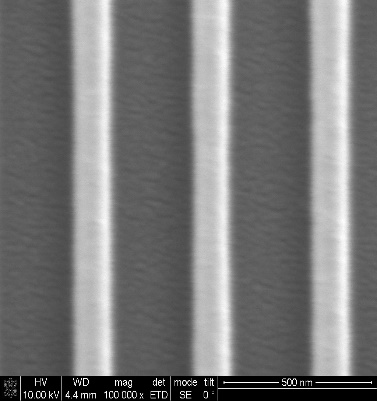 HV WD mag det mode tilt
10.00 kV 4.4 mm 100 000 x ETD SE 0 ° 500 nm